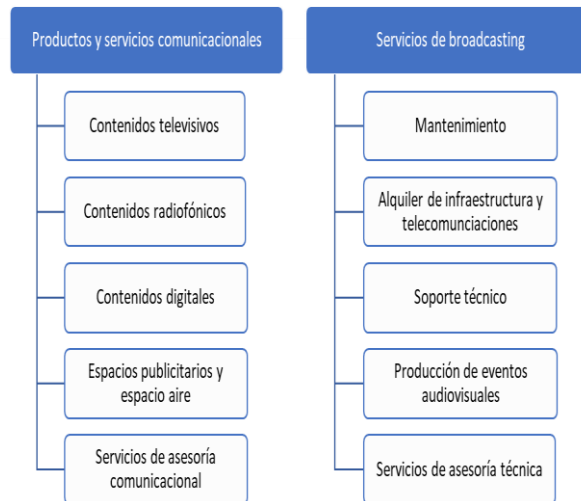 Productos y servicios comunicacionales
Contenidos televisivos
Contenidos radiofónicos
Contenidos digitales
Espacios publicitarios y
espacio aire
Servicios de asesoría
comunicacional
Servicios de broadcasting
Mantenimiento
Alquiler de infraestructura y
telecomunciaciones
Soporte técnico
Producción de eventos
audiovisuales
Servicios de asesoría técnica